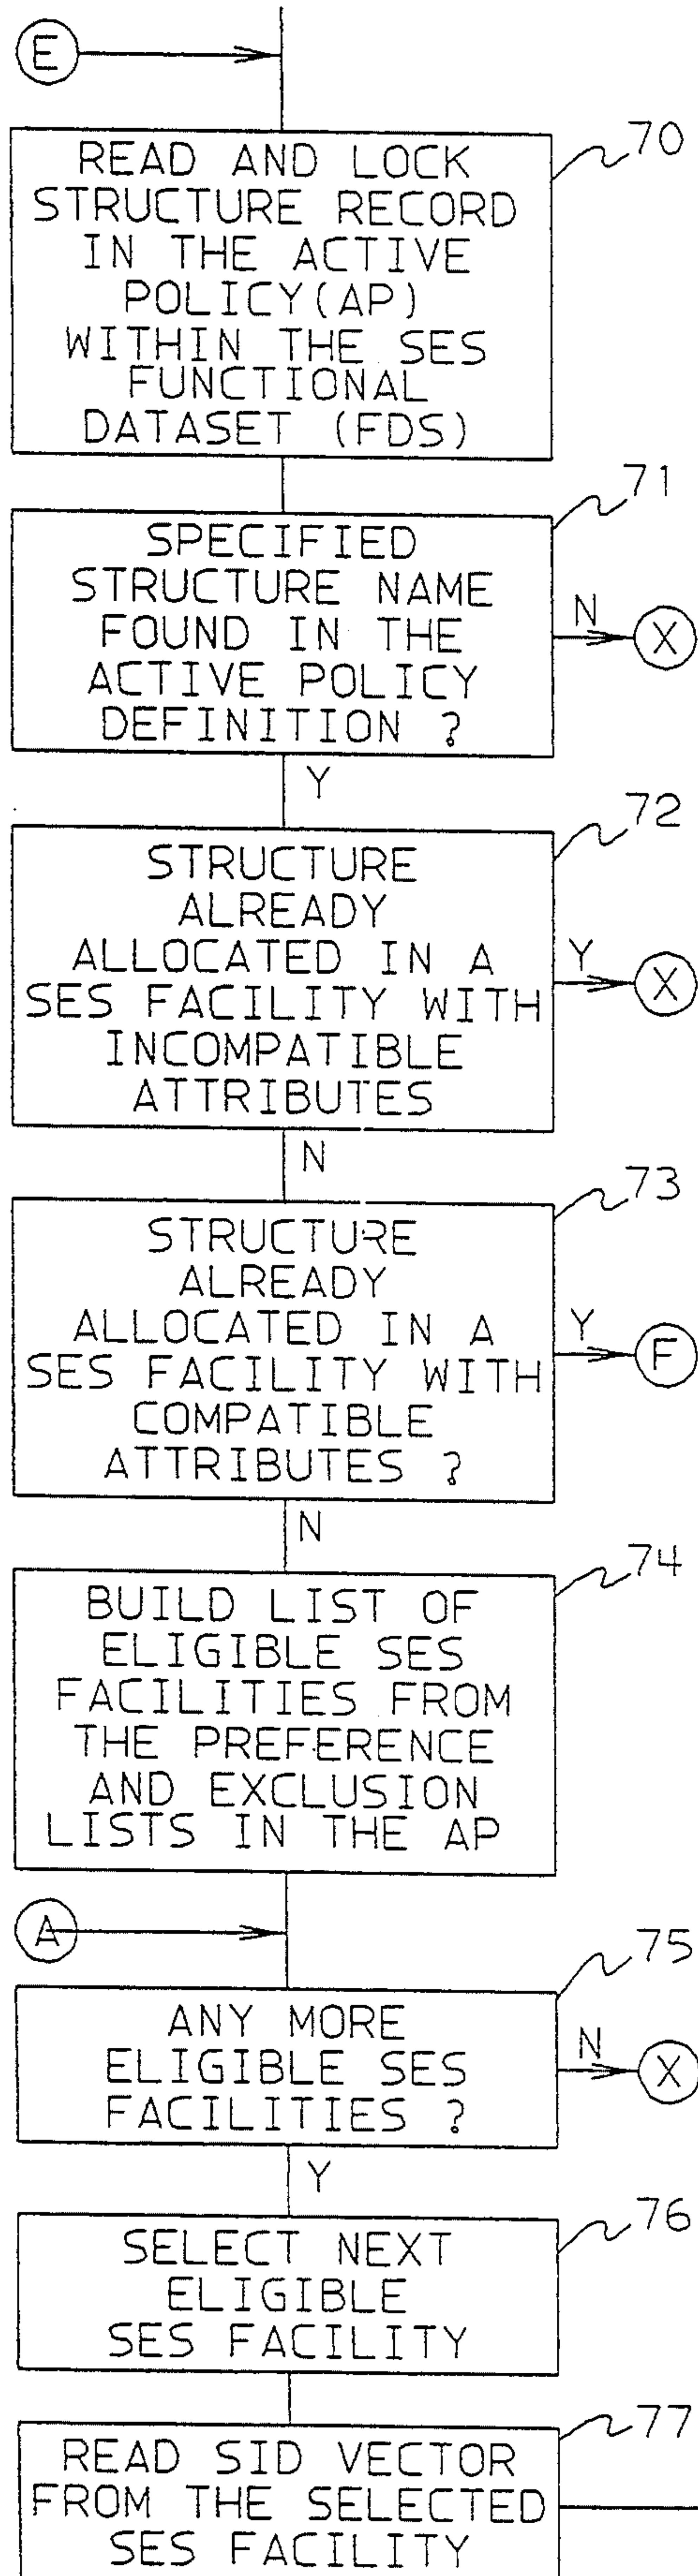 E
70
READ AND LOCK
STRUCTURE RECORD
IN THE ACTIVE
POLICY(AP)
WITHIN THE SES
FUNCTIONAL
DATASET (FDS)
71
SPECIFIED
STRUCTURE NAME
FOUND IN THE
ACTIVE POLICY
DEFINITION ?
N
X
Y
72
STRUCTURE
ALREADY
ALLOCATED IN A
SES FACILITY WITH
INCOMPATIBLE
ATTRIBUTES
Y
X
N
73
STRUCTURE
ALREADY
ALLOCATED IN A
SES FACILITY WITH
COMPATIBLE
ATTRIBUTES ?
Y
F
N
74
BUILD LIST OF
ELIGIBLE SES
FACILITIES FROM
THE PREFERENCE
AND EXCLUSION
LISTS IN THE AP
A
75
ANY MORE
ELIGIBLE SES
FACILITIES ?
N
X
Y
76
SELECT NEXT
ELIGIBLE
SES FACILITY
77
READ SID VECTOR
FROM THE SELECTED
SES FACILITY